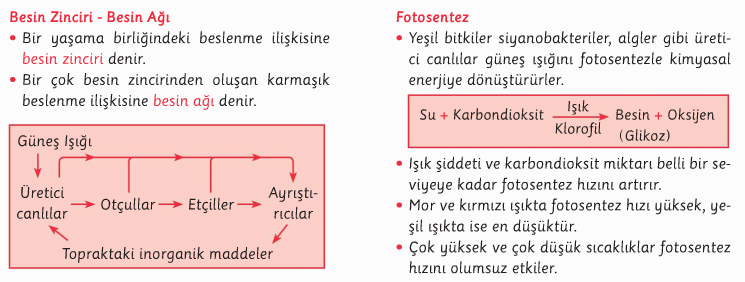 Besin Zinciri - Besin Ağı
• Bir yaşama birliğindeki beslenme ilişkisine
besin zinciri denir.
• Bir çok besin zincirinden oluşan karmaşık
beslenme ilişkisine besin ağı denir.
Güneş Işığı
Üretici
canlılar
Otçullar
Etçiller
Ayrıştı-
rıcılar
Topraktaki inorganik maddeler
Fotosentez
• Yeşil bitkiler siyanobakteriler, algler gibi üreti-
ci canlılar güneş ışığını fotosentezle kimyasal
enerjiye dönüştürürler.
Su + Karbondioksit
Işık
Klorofil
Besin + Oksijen
(Glikoz)
• Işık şiddeti ve karbondioksit miktarı belli bir se-
viyeye kadar fotosentez hızını artırır.
• Mor ve kırmızı ışıkta fotosentez hızı yüksek, ye-
şil ışıkta ise en düşüktür.
• Çok yüksek ve çok düşük sıcaklıklar fotosentez
hızını olumsuz etkiler.